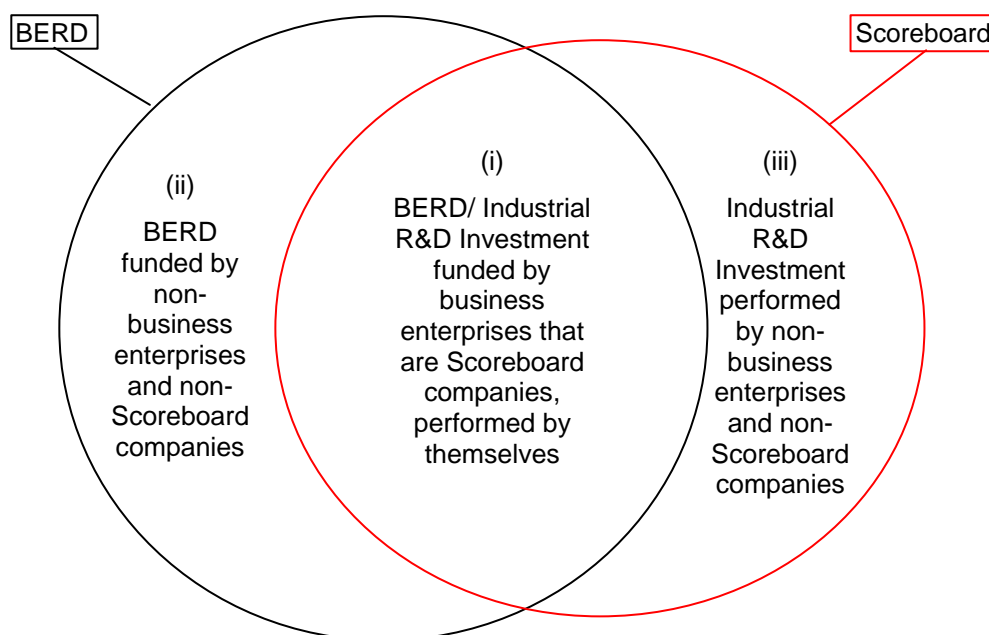 BERD
Scoreboard
(ii)
BERD
funded by
non-
business
enterprises
and non-
Scoreboard
companies
(i)
BERD/ Industrial
R&D Investment
funded by
business
enterprises that
are Scoreboard
companies,
performed by
themselves
(iii)
Industrial
R&D
Investment
performed
by non-
business
enterprises
and non-
Scoreboard
companies